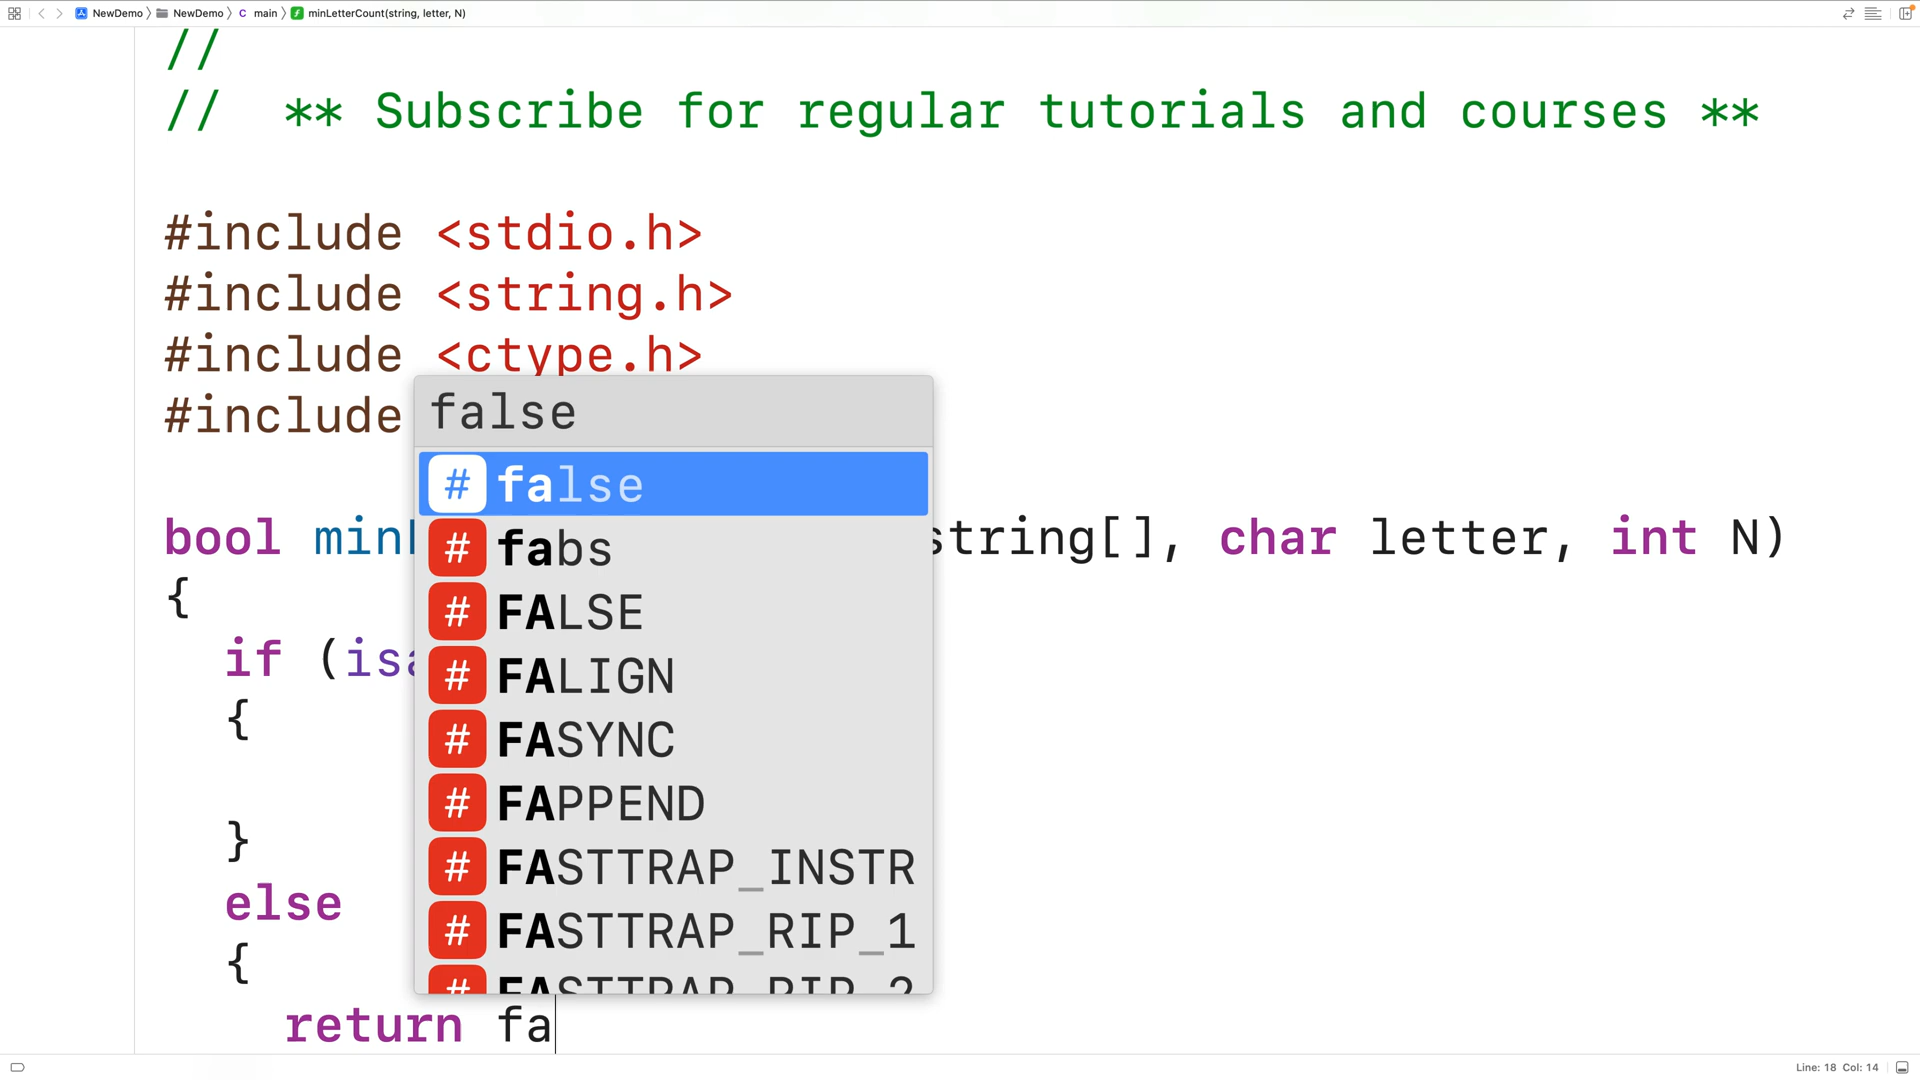 NewDemo NewDemo C main f minLetterCount(string, letter, N)
//
// ** Subscribe for regular tutorials and courses **
#include <stdio.h>
#include <string.h>
#include <ctype.h>
#include
false
# false
# fabs
# FALSE
# FALIGN
# FASYNC
# FAPPEND
# FASTTRAP_INSTR
# FASTTRAP_RIP_1
# FASTTRAP_RIP_2
bool min string[], char letter, int N)
{
if (isa
{
}
else
{
return fa
Line: 18 Col: 14